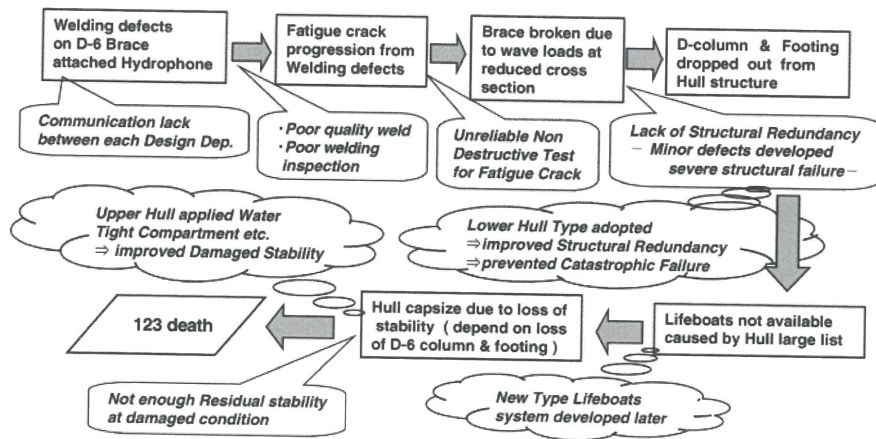 Welding defects
on D-6 Brace
attached Hydrophone
Fatigue crack
progression from
Welding defects
Brace broken due
to wave loads at
reduced cross
section
D-column & Footing
dropped out from
Hull structure
Communication lack
between each Design Dep.
・Poor quality weld
・Poor welding
inspection
Unreliable Non
Destructive Test
for Fatigue Crack
Lack of Structural Redundancy
－ Minor defects developed
severe structural failure－
Upper Hull applied Water
Tight Compartment etc.
⇒ improved Damaged Stability
Lower Hull Type adopted
⇒improved Structural Redundancy
⇒prevented Catastrophic Failure
123 death
Hull capsize due to loss of
stability ( depend on loss
of D-6 column & footing )
Lifeboats not available
caused by Hull large list
Not enough Residual stability
at damaged condition
New Type Lifeboats
system developed later